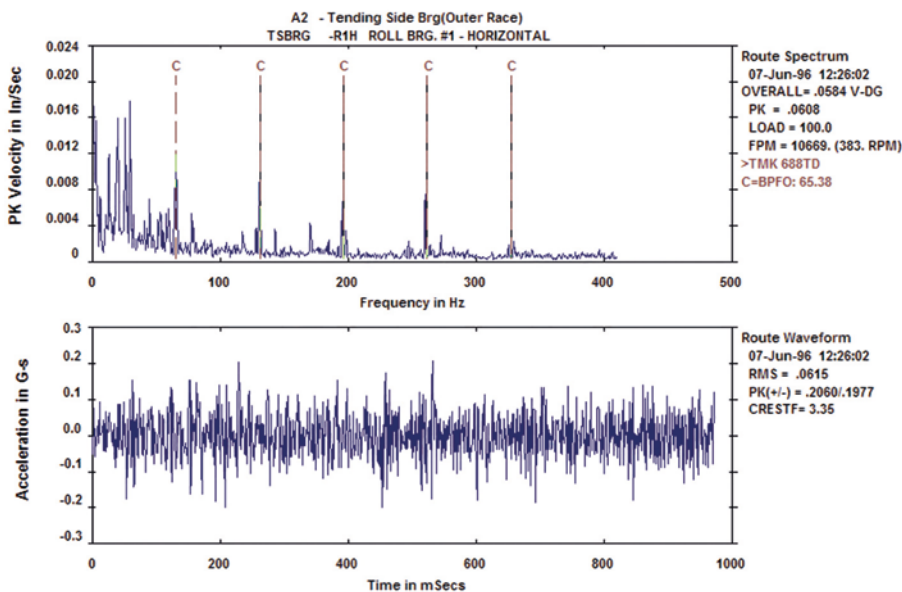 A2 - Tending Side Brg(Outer Race)
TSBRG -R1H ROLL BRG. #1 - HORIZONTAL
PK Velocity in In/Sec
0.024
0.020
0.016
0.012
0.008
0.004
0
C C C C C
0 100 200 300 400 500
Frequency in Hz
Route Spectrum
07-Jun-96 12:26:02
OVERALL= .0584 V-DG
PK = .0608
LOAD = 100.0
FPM = 10669. (383. RPM)
>TMK 688TD
C=BPFO: 65.38
Acceleration in G-s
0.3
0.2
0.1
0.0
-0.1
-0.2
-0.3
0 200 400 600 800 1000
Time in mSecs
Route Waveform
07-Jun-96 12:26:02
RMS = .0615
PK(+/-) = .2060/.1977
CRESTF= 3.35